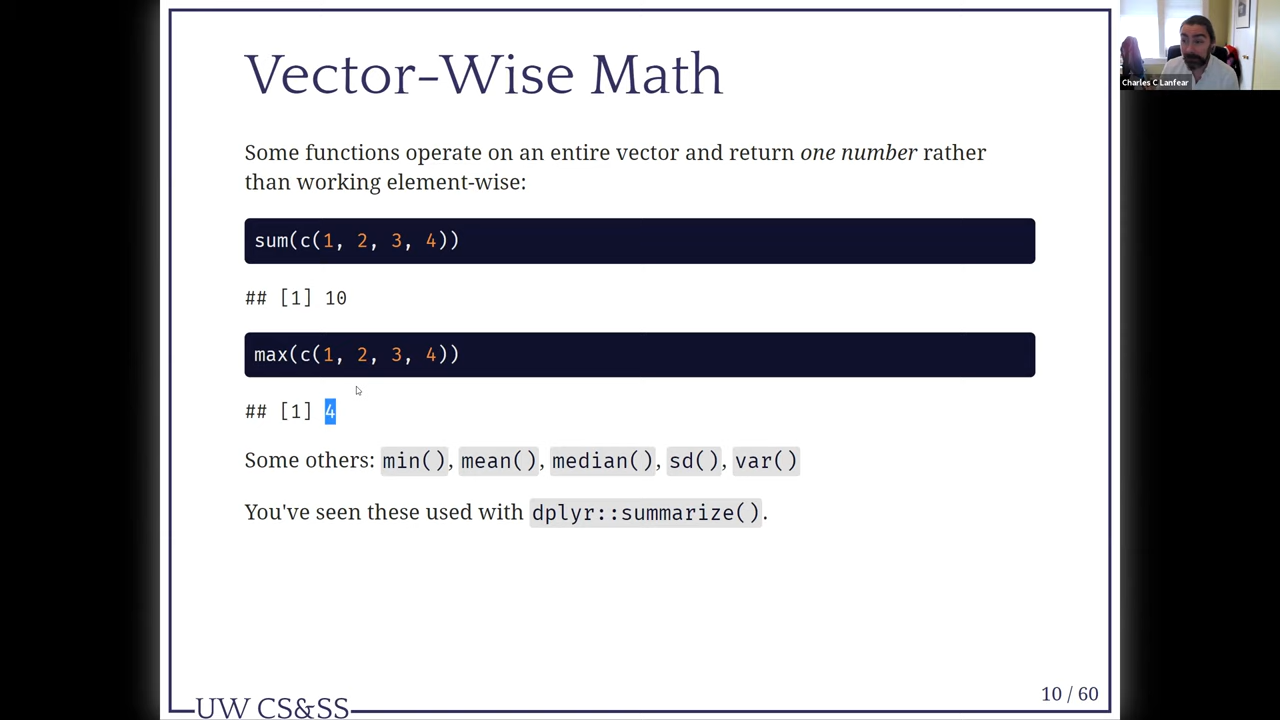 Vector-Wise Math
Charles C Lanfear
Some functions operate on an entire vector and return one number rather
than working element-wise:
sum(c(1, 2, 3, 4))
## [1] 10
max(c(1, 2, 3, 4))
## [1] 4
Some others: min(), mean(), median(), sd(), var()
You've seen these used with dplyr::summarize().
10 / 60
UW CS&SS